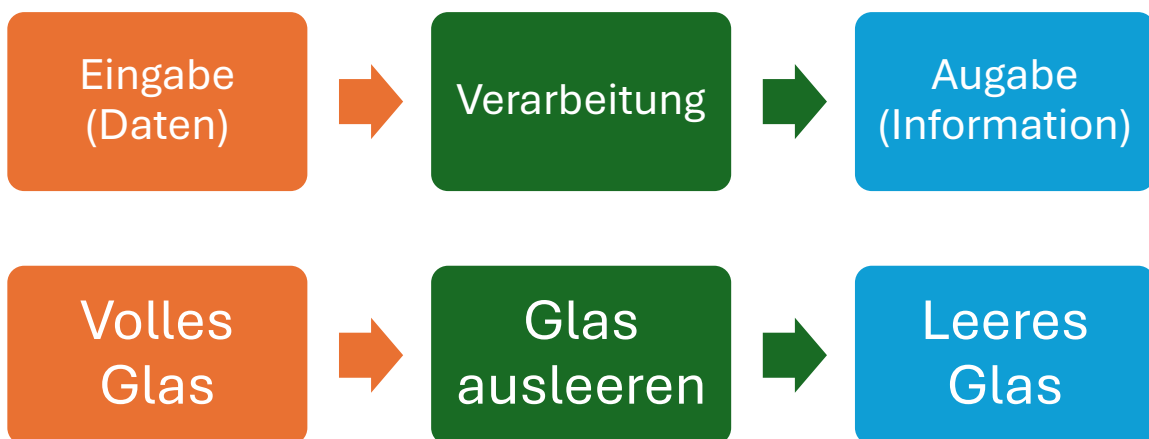 Eingabe
(Daten)
Verarbeitung
Augabe
(Information)
Volles
Glas
Glas
ausleeren
Leeres
Glas